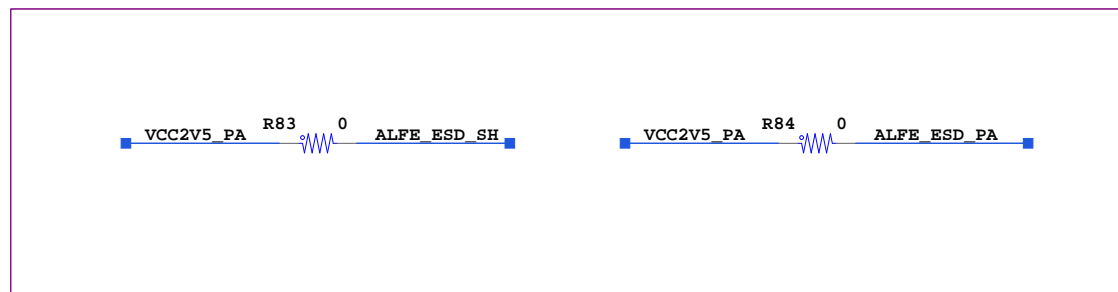 R83 0
VCC2V5_PA ALFE_ESD_SH
R84 0
VCC2V5_PA ALFE_ESD_PA